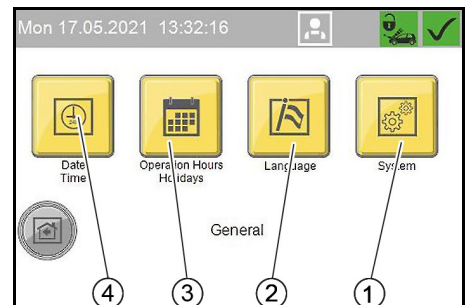 Mon 17.05.2021 13:32:16
Date
Time
Operation Hours
Holidays
Language
System
General
4
3
2
1